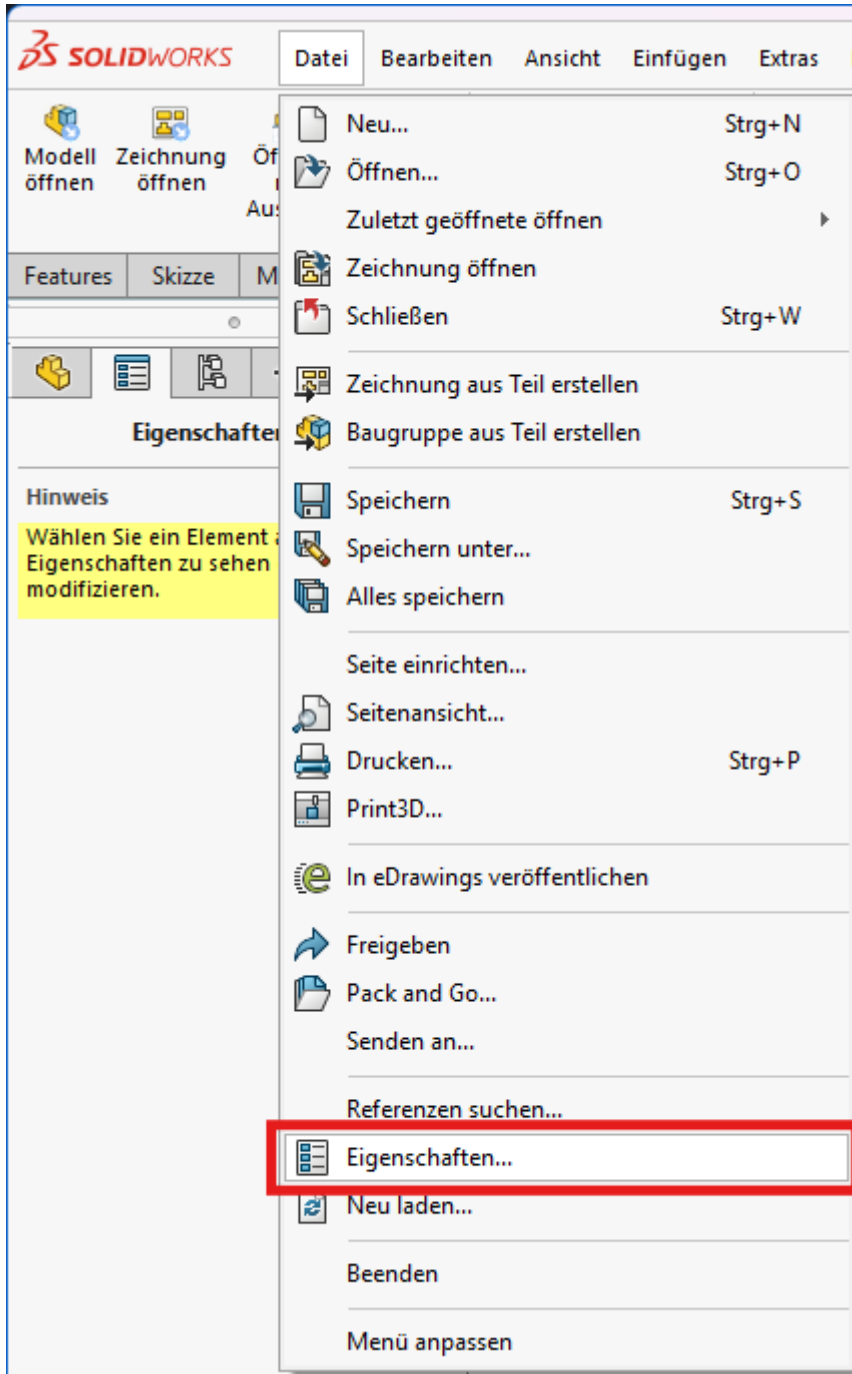 SOLIDWORKS
Datei Bearbeiten Ansicht Einfügen Extras
Modell öffnen
Zeichnung öffnen
Features Skizze
Eigenschaften
Hinweis
Wählen Sie ein Element
Eigenschaften zu sehen
modifizieren.
Neu... Strg+N
Öffnen... Strg+O
Zuletzt geöffnete öffnen
Zeichnung öffnen
Schließen Strg+W
Zeichnung aus Teil erstellen
Baugruppe aus Teil erstellen
Speichern Strg+S
Speichern unter...
Alles speichern
Seite einrichten...
Seitenansicht...
Drucken... Strg+P
Print3D...
In eDrawings veröffentlichen
Freigeben
Pack and Go...
Senden an...
Referenzen suchen...
Eigenschaften...
Neu laden...
Beenden
Menü anpassen